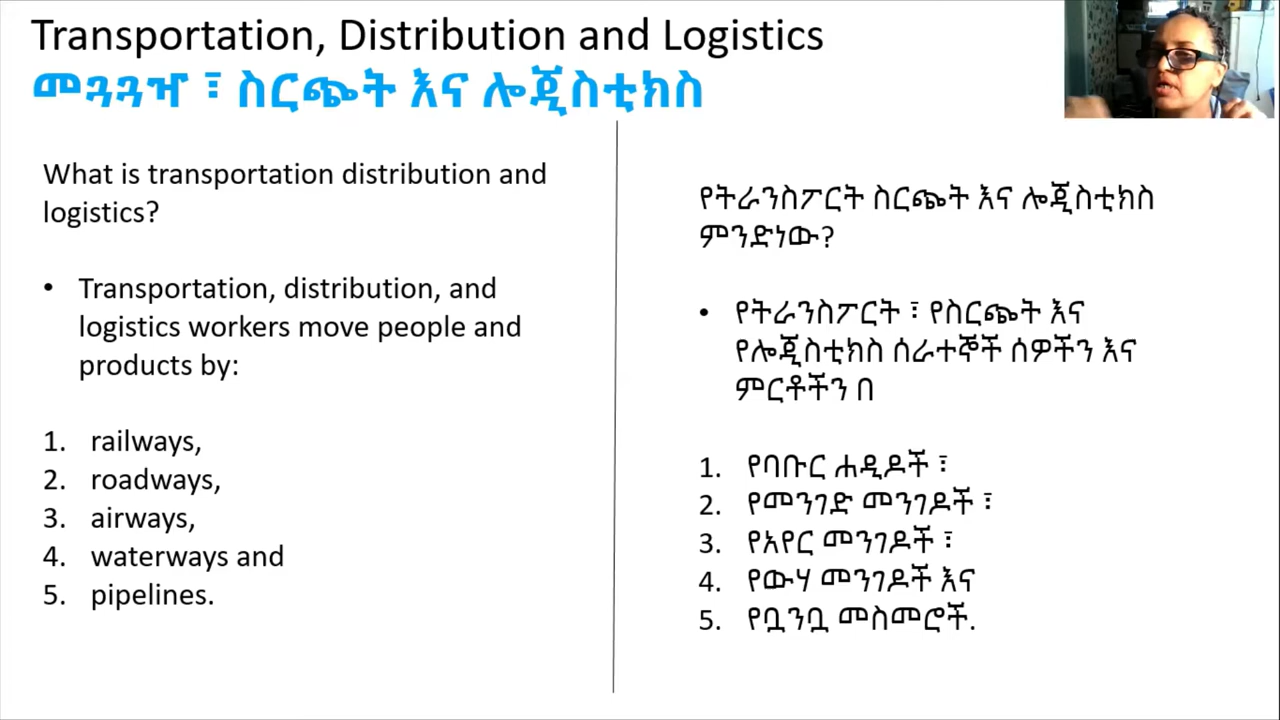 Transportation, Distribution and Logistics
መጓጓዣ ፣ ስርጭት እና ሎጂስቲክስ
What is transportation distribution and
logistics?
• Transportation, distribution, and
logistics workers move people and
products by:
1. railways,
2. roadways,
3. airways,
4. waterways and
5. pipelines.
የትራንስፖርት ስርጭት እና ሎጂስቲክስ
ምንድነው?
• የትራንስፖርት ፣ የስርጭት እና
የሎጂስቲክስ ሰራተኞች ሰዎችን እና
ምርቶችን በ
1. የባቡር ሐዲዶች ፣
2. የመንገድ መንገዶች ፣
3. የአየር መንገዶች ፣
4. የውሃ መንገዶች እና
5. የቧንቧ መስመሮች.